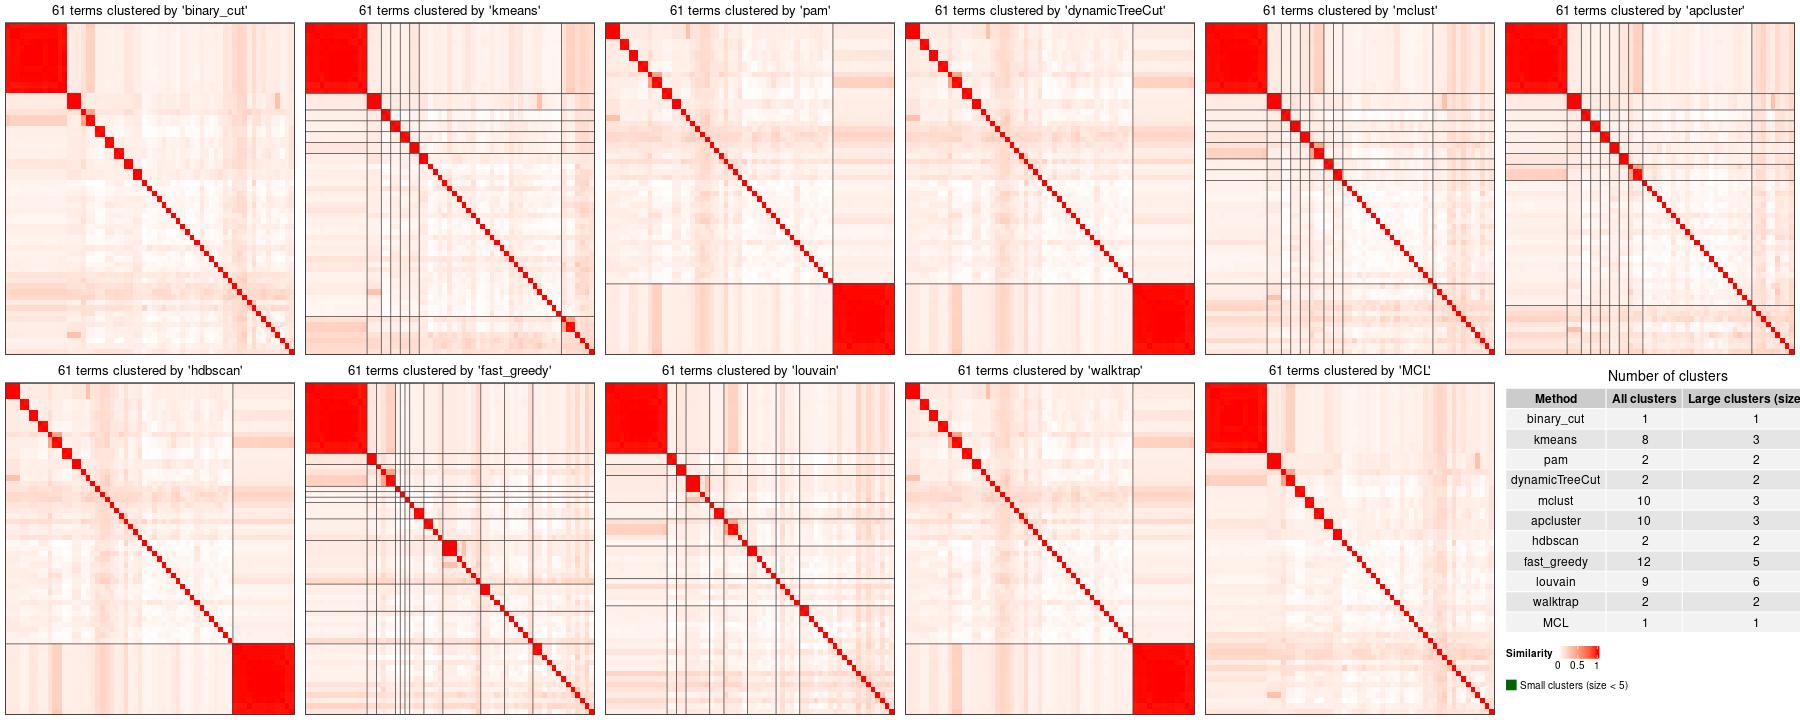 61 terms clustered by 'binary_cut'
61 terms clustered by 'kmeans'
61 terms clustered by 'pam'
61 terms clustered by 'dynamicTreeCut'
61 terms clustered by 'mclust'
61 terms clustered by 'apcluster'
61 terms clustered by 'hdbscan'
61 terms clustered by 'fast_greedy'
61 terms clustered by 'louvain'
61 terms clustered by 'walktrap'
61 terms clustered by 'MCL'
Number of clusters
Method All clusters Large clusters (size
binary_cut 1 1
kmeans 8 3
pam 2 2
dynamicTreeCut 2 2
mclust 10 3
apcluster 10 3
hdbscan 2 2
fast_greedy 12 5
louvain 9 6
walktrap 2 2
MCL 1 1
Similarity
0 0.5 1
Small clusters (size < 5)